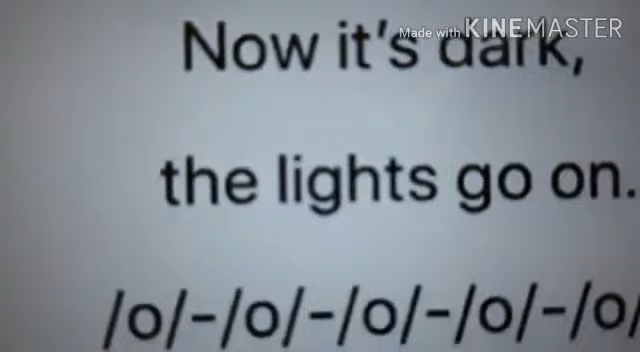 Made with KINEMASTER
Now it's dark,
the lights go on.
/o/-/o/-/o/-/o/-/o/